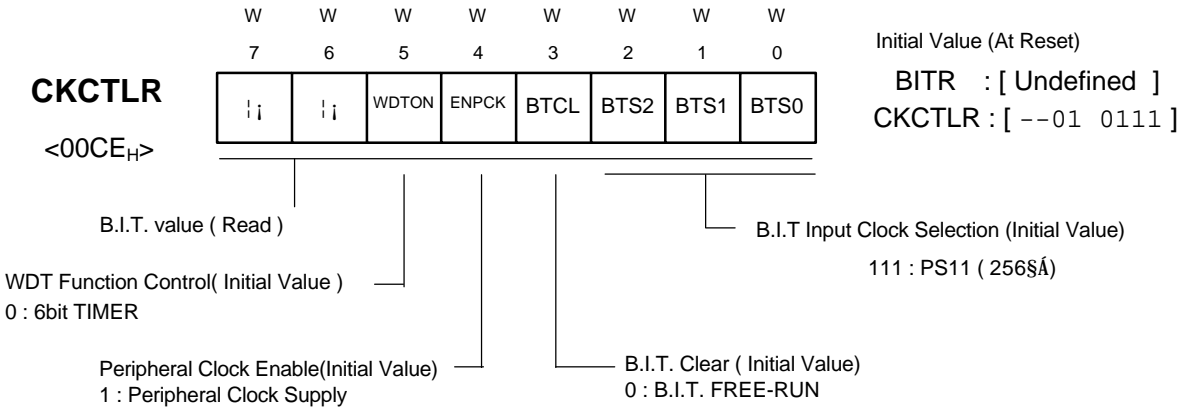 W W W W W W W W
7 6 5 4 3 2 1 0
Initial Value (At Reset)
CKCTLR
¦¡ ¦¡ WDTON ENPCK BTCL BTS2 BTS1 BTS0
BITR : [ Undefined ]
CKCTLR : [ --01 0111 ]
<00CEH>
B.I.T. value ( Read )
B.I.T Input Clock Selection (Initial Value)
111 : PS11 ( 256§Á)
WDT Function Control( Initial Value )
0 : 6bit TIMER
Peripheral Clock Enable(Initial Value)
1 : Peripheral Clock Supply
B.I.T. Clear ( Initial Value)
0 : B.I.T. FREE-RUN